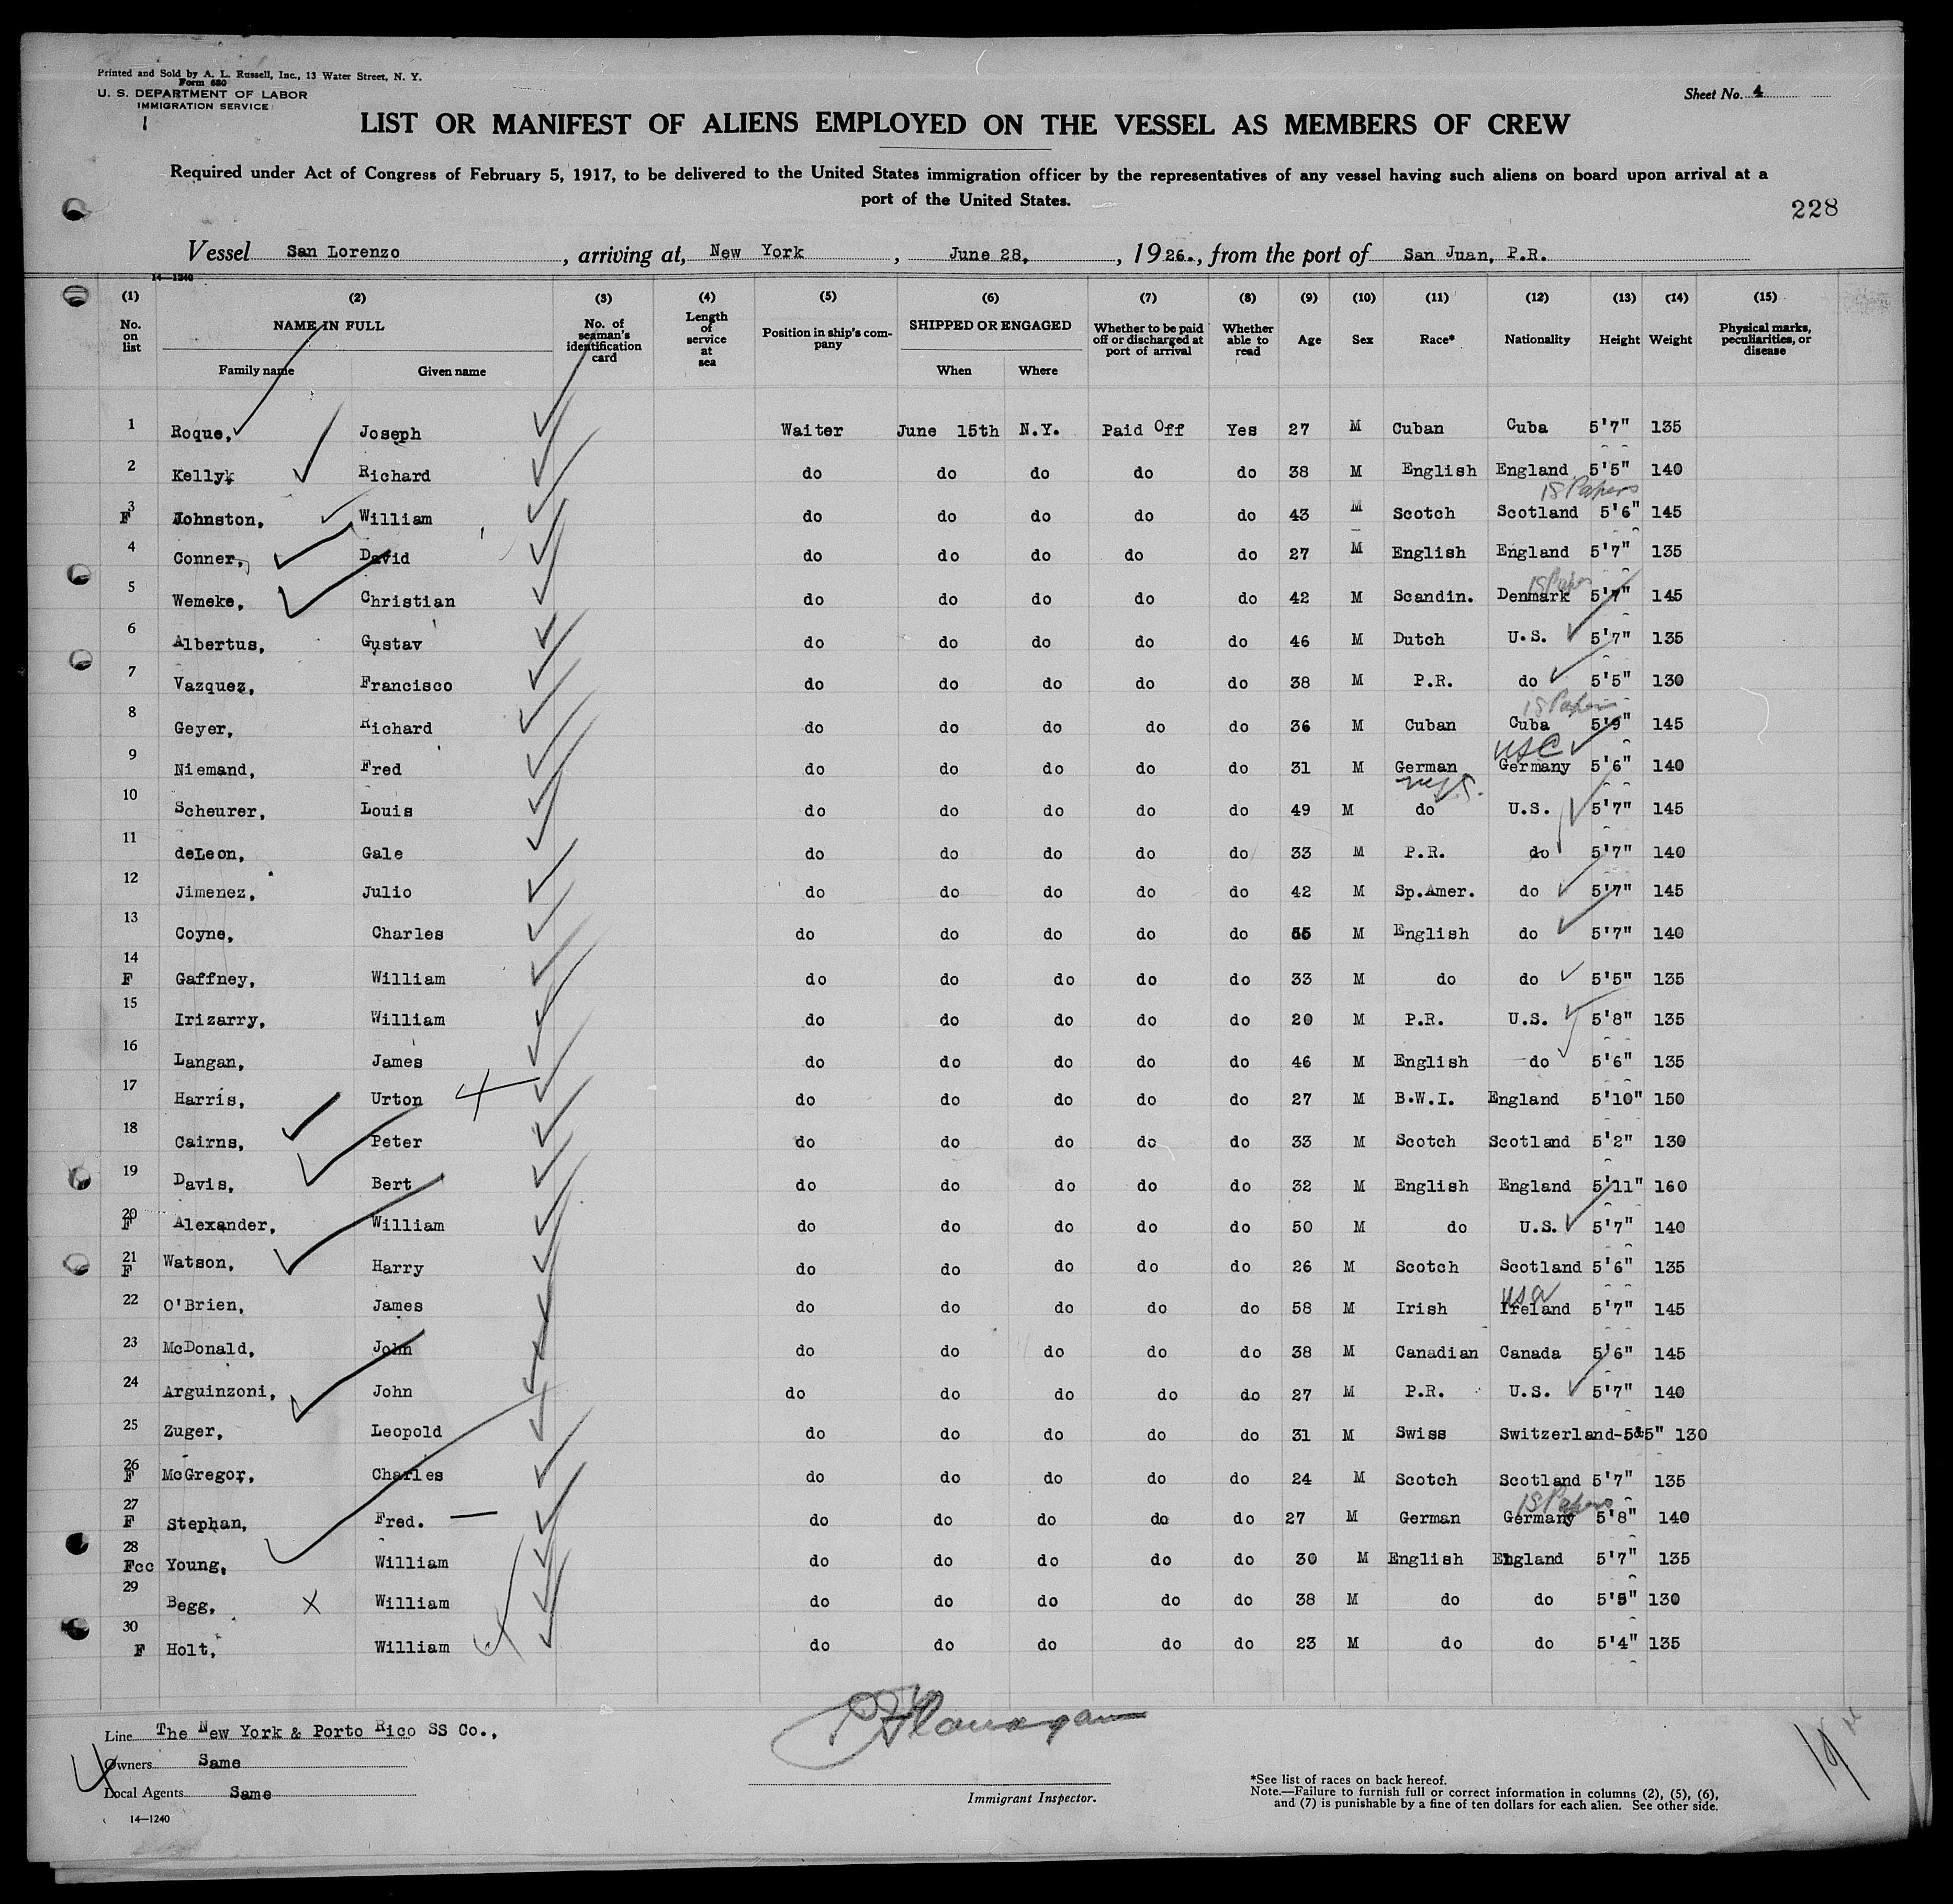 Printed and Sold by A. L. Russell, Inc., 13 Water Street, N. Y.
Form 680
U. S. DEPARTMENT OF LABOR
IMMIGRATION SERVICE
Sheet No. 4
LIST OR MANIFEST OF ALIENS EMPLOYED ON THE VESSEL AS MEMBERS OF CREW
Required under Act of Congress of February 5, 1917, to be delivered to the United States immigration officer by the representatives of any vessel having such aliens on board upon arrival at a
port of the United States.
228
Vessel San Lorenzo, arriving at, New York, June 28, 1926., from the port of San Juan, P.R.
14—1240
(1) (2) (3) (4) (5) (6) (7) (8) (9) (10) (11) (12) (13) (14) (15)
No. on list NAME IN FULL Family name Given name No. of seaman's identification card Length of service at sea Position in ship's company SHIPPED OR ENGAGED When Where Whether to be paid off or discharged at port of arrival Whether able to read Age Sex Race* Nationality Height Weight Physical marks, peculiarities, or disease
1 Roque, Joseph Waiter June 15th N.Y. Paid Off Yes 27 M Cuban Cuba 5'7" 135
2 Kellyk Richard do do do do do 38 M English England 5'5" 140
1S Papers
3 F Johnston, William do do do do do 43 M Scotch Scotland 5'6" 145
4 Conner, David do do do do do 27 M English England 5'7" 135
1S Papers
5 Wemeke, Christian do do do do do 42 M Scandin. Denmark 5'7" 145
6 Albertus, Gustav do do do do do 46 M Dutch U.S. 5'7" 135
7 Vazquez, Francisco do do do do do 38 M P.R. do 5'5" 130
1S Papers
8 Geyer, Richard do do do do do 36 M Cuban Cuba 5'9" 145
USC
9 Niemand, Fred do do do do do 31 M German Germany 5'6" 140
10 Scheurer, Louis do do do do do 49 M do U.S. 5'7" 145
11 deLeon, Gale do do do do do 33 M P.R. do 5'7" 140
12 Jimenez, Julio do do do do do 42 M Sp.Amer. do 5'7" 145
13 Coyne, Charles do do do do do 55 M English do 5'7" 140
14 F Gaffney, William do do do do do 33 M do do 5'5" 135
15 Irizarry, William do do do do do 20 M P.R. U.S. 5'8" 135
16 Langan, James do do do do do 46 M English do 5'6" 135
17 Harris, Urton do do do do do 27 M B.W.I. England 5'10" 150
18 Cairns, Peter do do do do do 33 M Scotch Scotland 5'2" 130
19 Davis, Bert do do do do do 32 M English England 5'11" 160
20 F Alexander, William do do do do do 50 M do U.S. 5'7" 140
21 F Watson, Harry do do do do do 26 M Scotch Scotland 5'6" 135
22 O'Brien, James do do do do do 58 M Irish Ireland 5'7" 145
23 McDonald, John do do do do do 38 M Canadian Canada 5'6" 145
24 Arguinzoni, John do do do do do 27 M P.R. U.S. 5'7" 140
25 Zuger, Leopold do do do do do 31 M Swiss Switzerland-5'5" 130
26 F McGregor, Charles do do do do do 24 M Scotch Scotland 5'7" 135
1S Papers
27 F Stephan, Fred. do do do do do 27 M German Germany 5'8" 140
28 Fcc Young, William do do do do do 30 M English England 5'7" 135
29 Begg, X William do do do do do 38 M do do 5'5" 130
30 F Holt, William do do do do do 23 M do do 5'4" 135
Line The New York & Porto Rico SS Co.,
Owners Same
Local Agents Same
14—1240
Flanagan
Immigrant Inspector.
*See list of races on back hereof.
Note.—Failure to furnish full or correct information in columns (2), (5), (6),
and (7) is punishable by a fine of ten dollars for each alien. See other side.